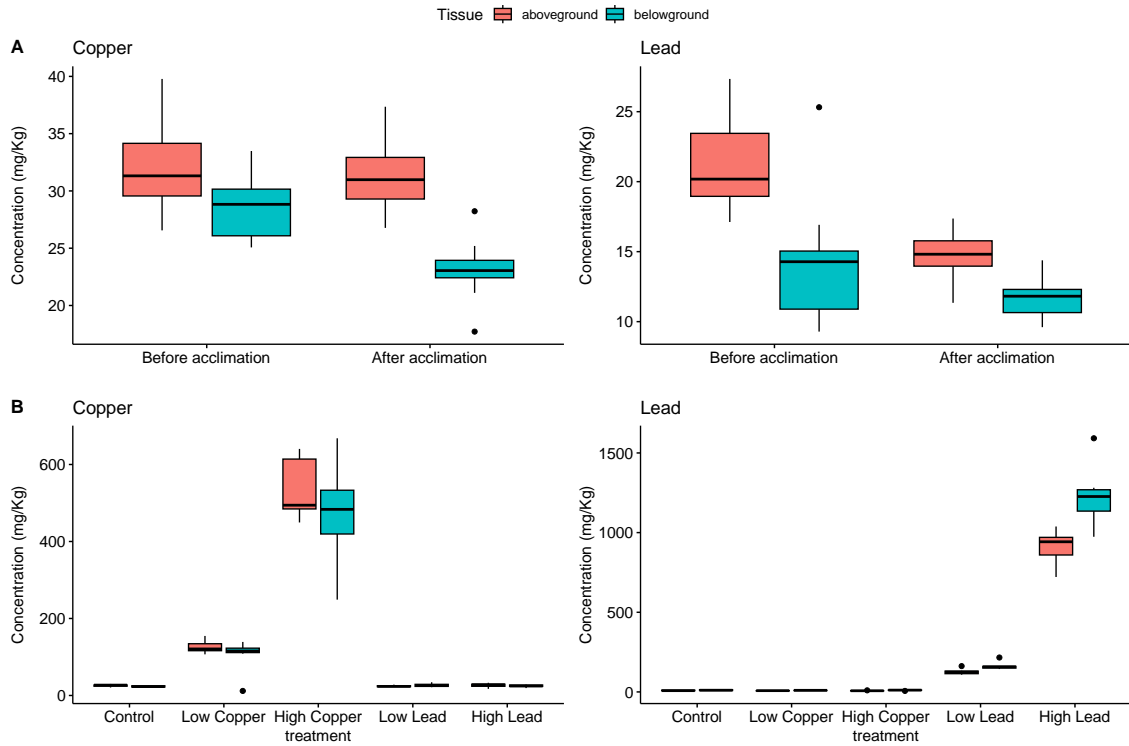 Tissue aboveground belowground
A
Copper
Concentration (mg/Kg)
40
35
30
25
20
Before acclimation After acclimation
Lead
Concentration (mg/Kg)
25
20
15
10
Before acclimation After acclimation
B
Copper
Concentration (mg/Kg)
600
400
200
0
Control Low Copper High Copper Low Lead High Lead
treatment
Lead
Concentration (mg/Kg)
1500
1000
500
0
Control Low Copper High Copper Low Lead High Lead
treatment